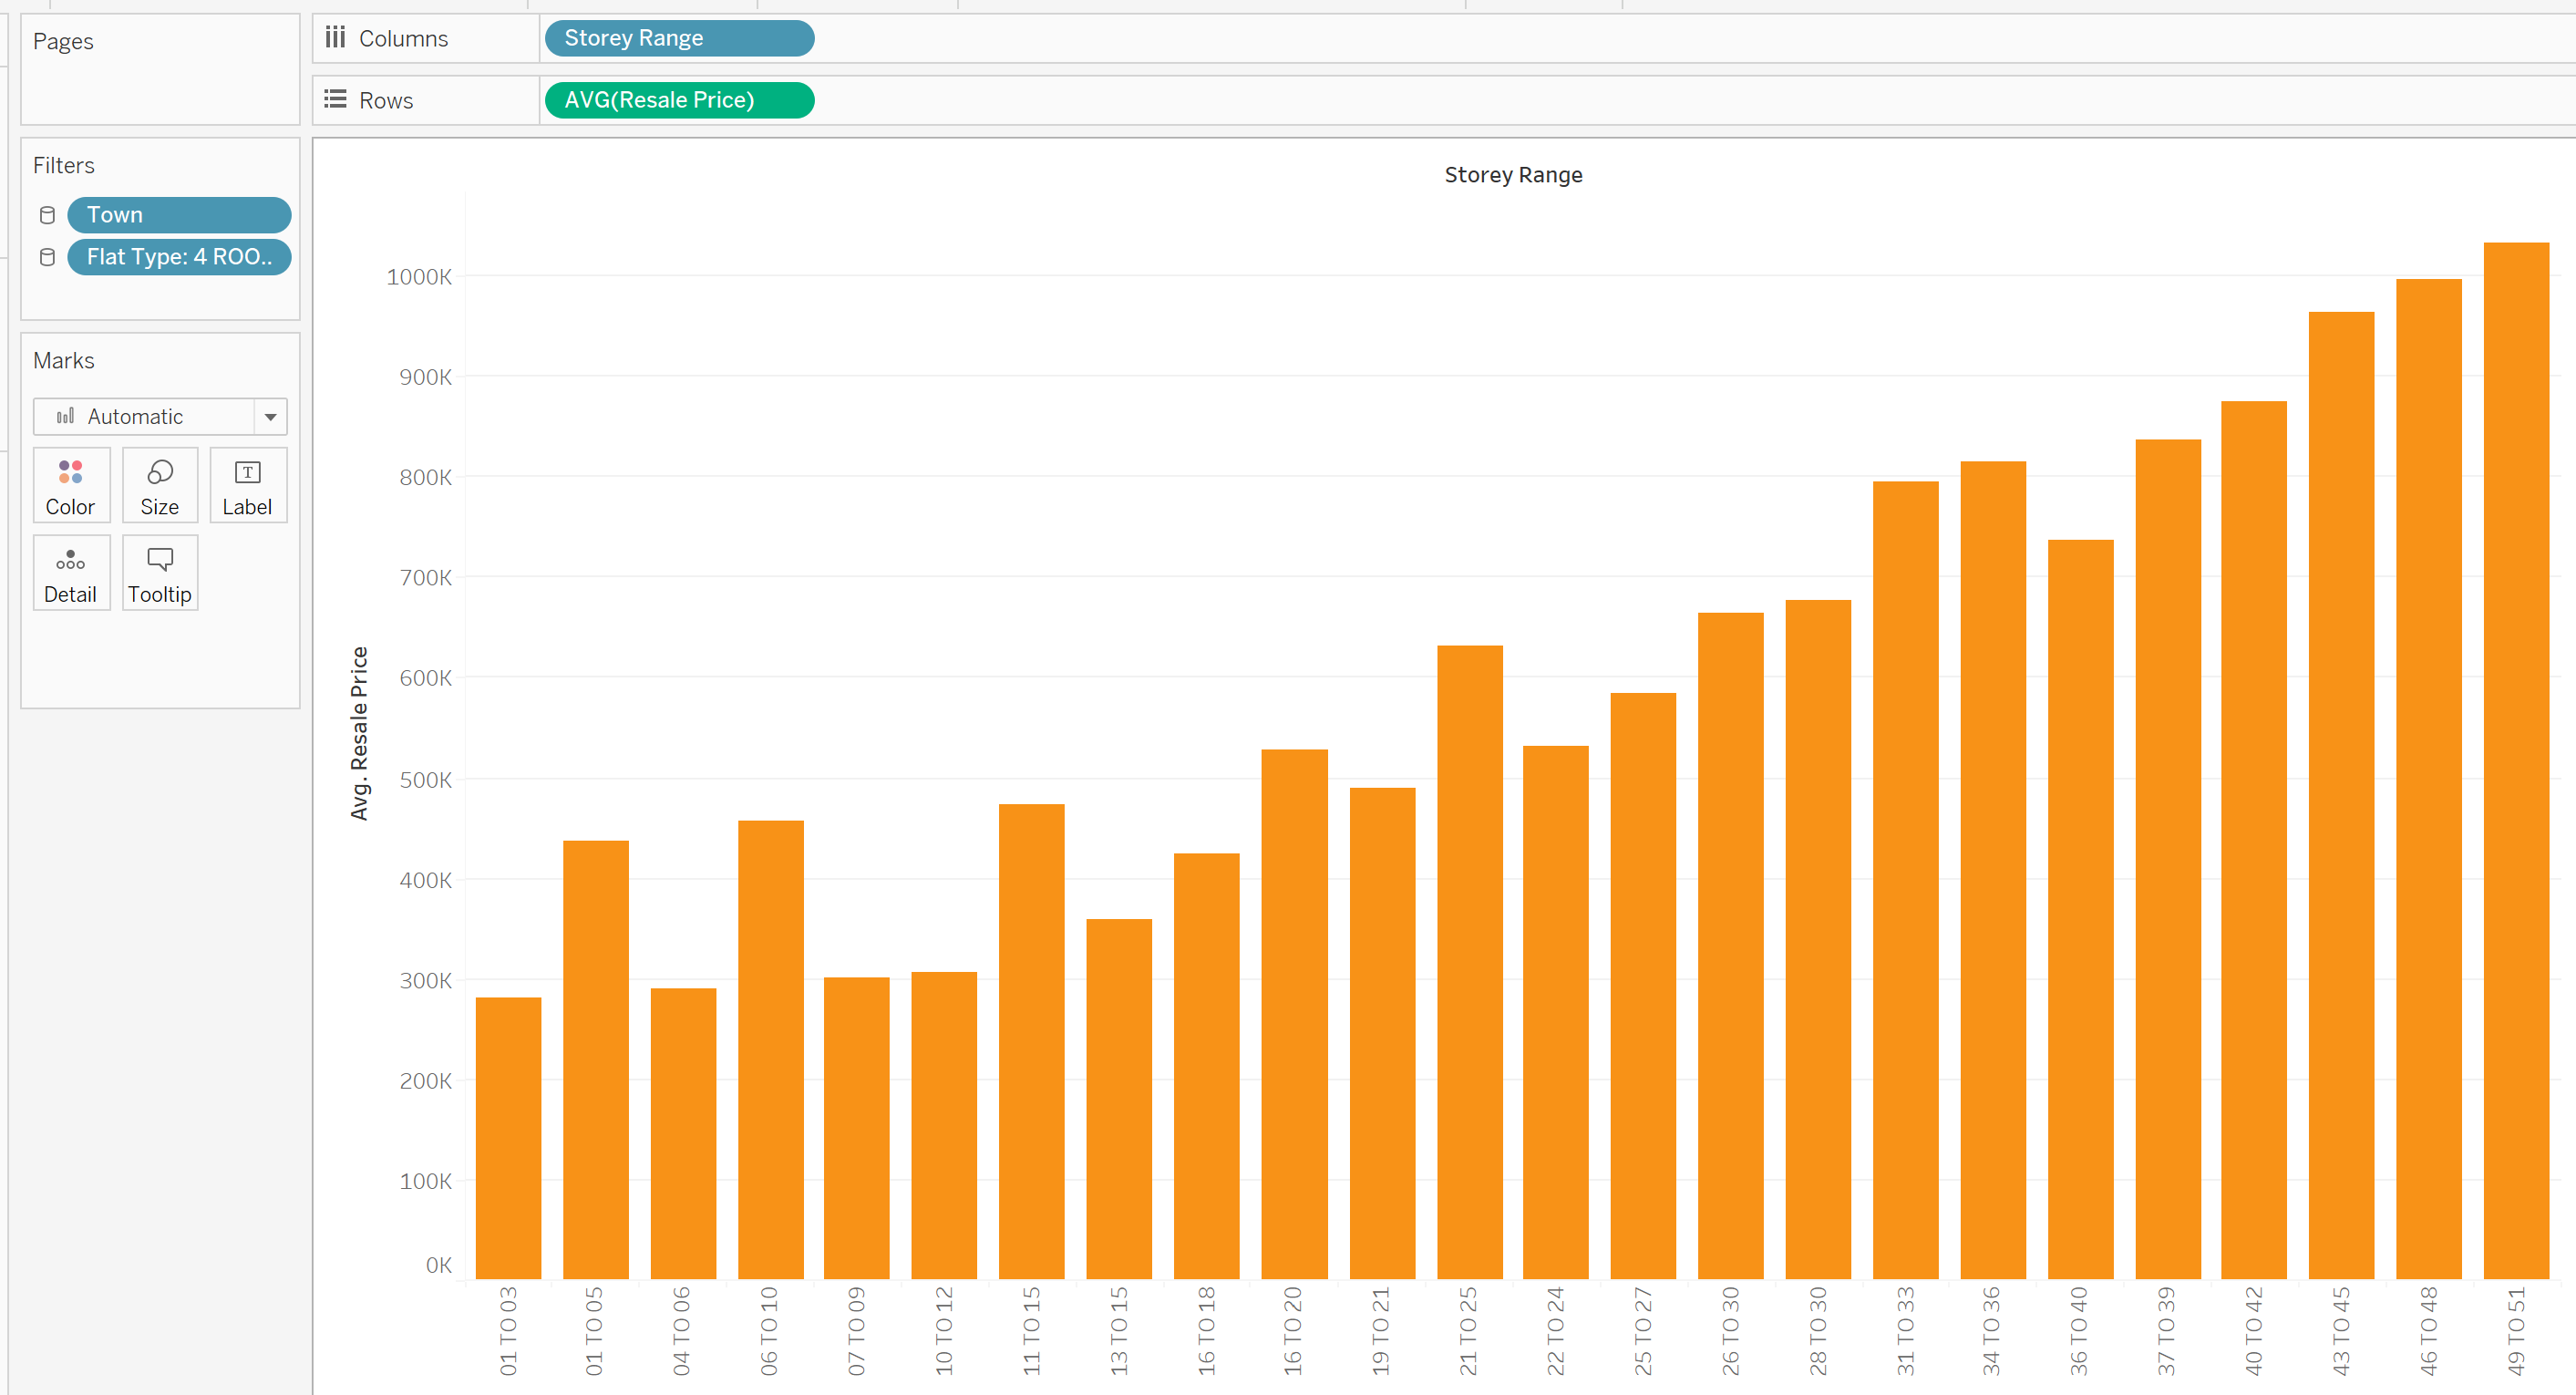 Pages
Columns
Storey Range
Rows
AVG(Resale Price)
Filters
Town
Flat Type: 4 ROO..
Marks
Automatic
Color
Size
T
Label
Detail
Tooltip
Storey Range
Avg. Resale Price
1000K
900K
800K
700K
600K
500K
400K
300K
200K
100K
0K
01 TO 03
01 TO 05
04 TO 06
06 TO 10
07 TO 09
10 TO 12
11 TO 15
13 TO 15
16 TO 18
16 TO 20
19 TO 21
21 TO 25
22 TO 24
25 TO 27
26 TO 30
28 TO 30
31 TO 33
34 TO 36
36 TO 40
37 TO 39
40 TO 42
43 TO 45
46 TO 48
49 TO 51